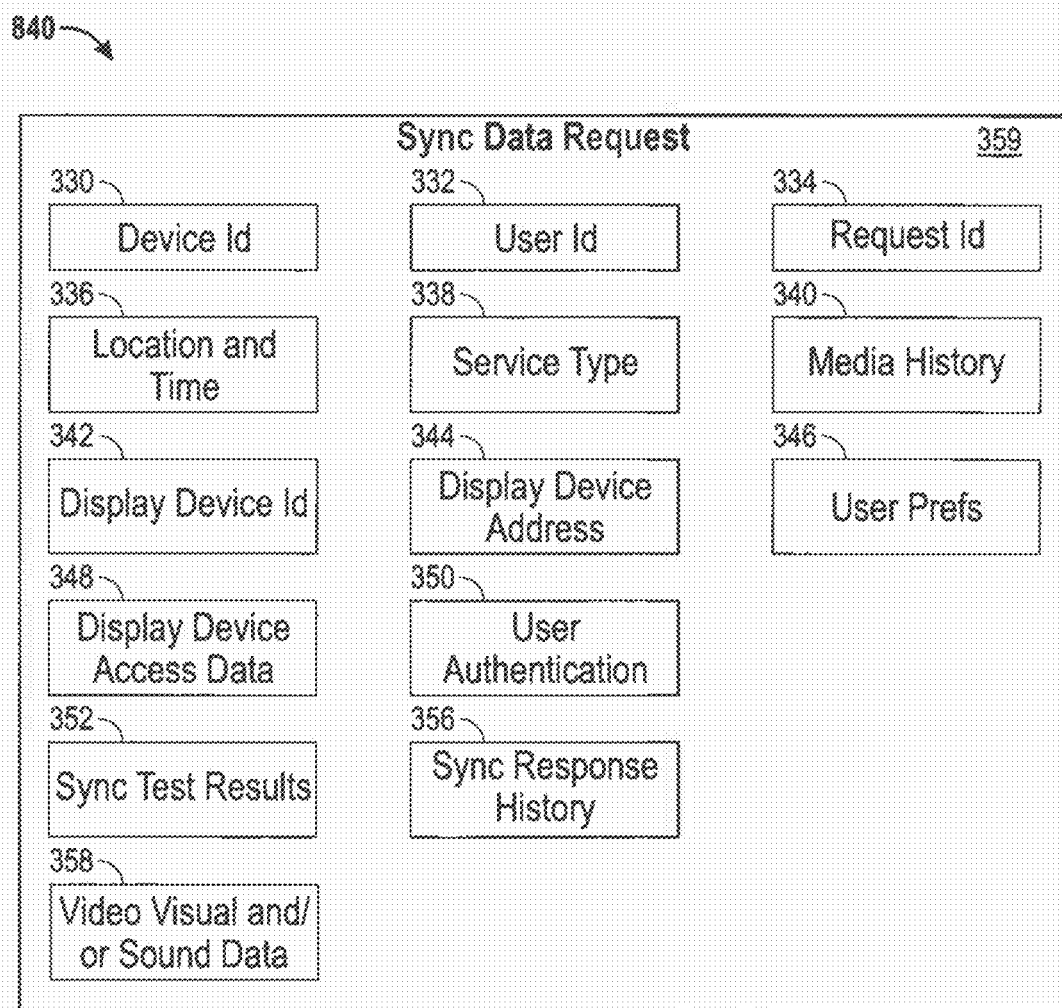 840
Sync Data Request
359
330
332
334
Device Id
User Id
Request Id
336
338
340
Location and
Time
Service Type
Media History
342
344
346
Display Device Id
Display Device
Address
User Prefs
348
350
Display Device
Access Data
User
Authentication
352
356
Sync Test Results
Sync Response
History
358
Video Visual and/
or Sound Data